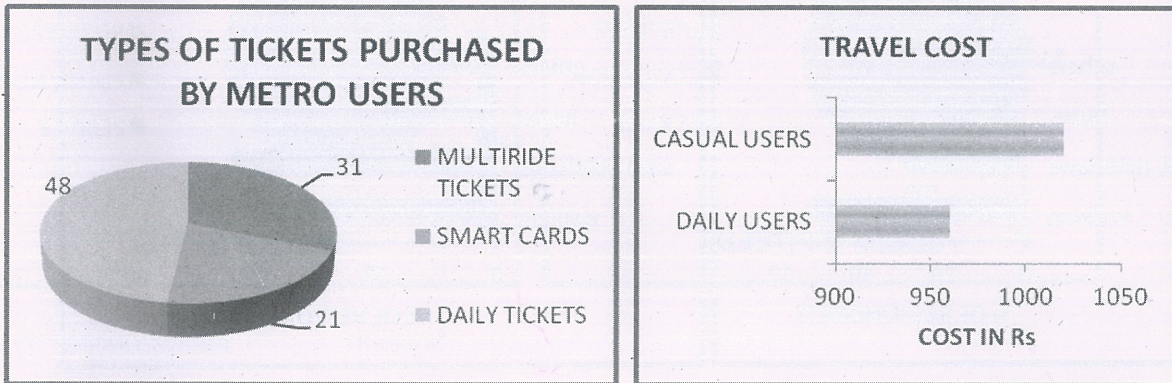 TYPES OF TICKETS PURCHASED
BY METRO USERS
48
31
21
MULTIRIDE
TICKETS
SMART CARDS
DAILY TICKETS
TRAVEL COST
CASUAL USERS
DAILY USERS
900
950
1000
1050
COST IN Rs